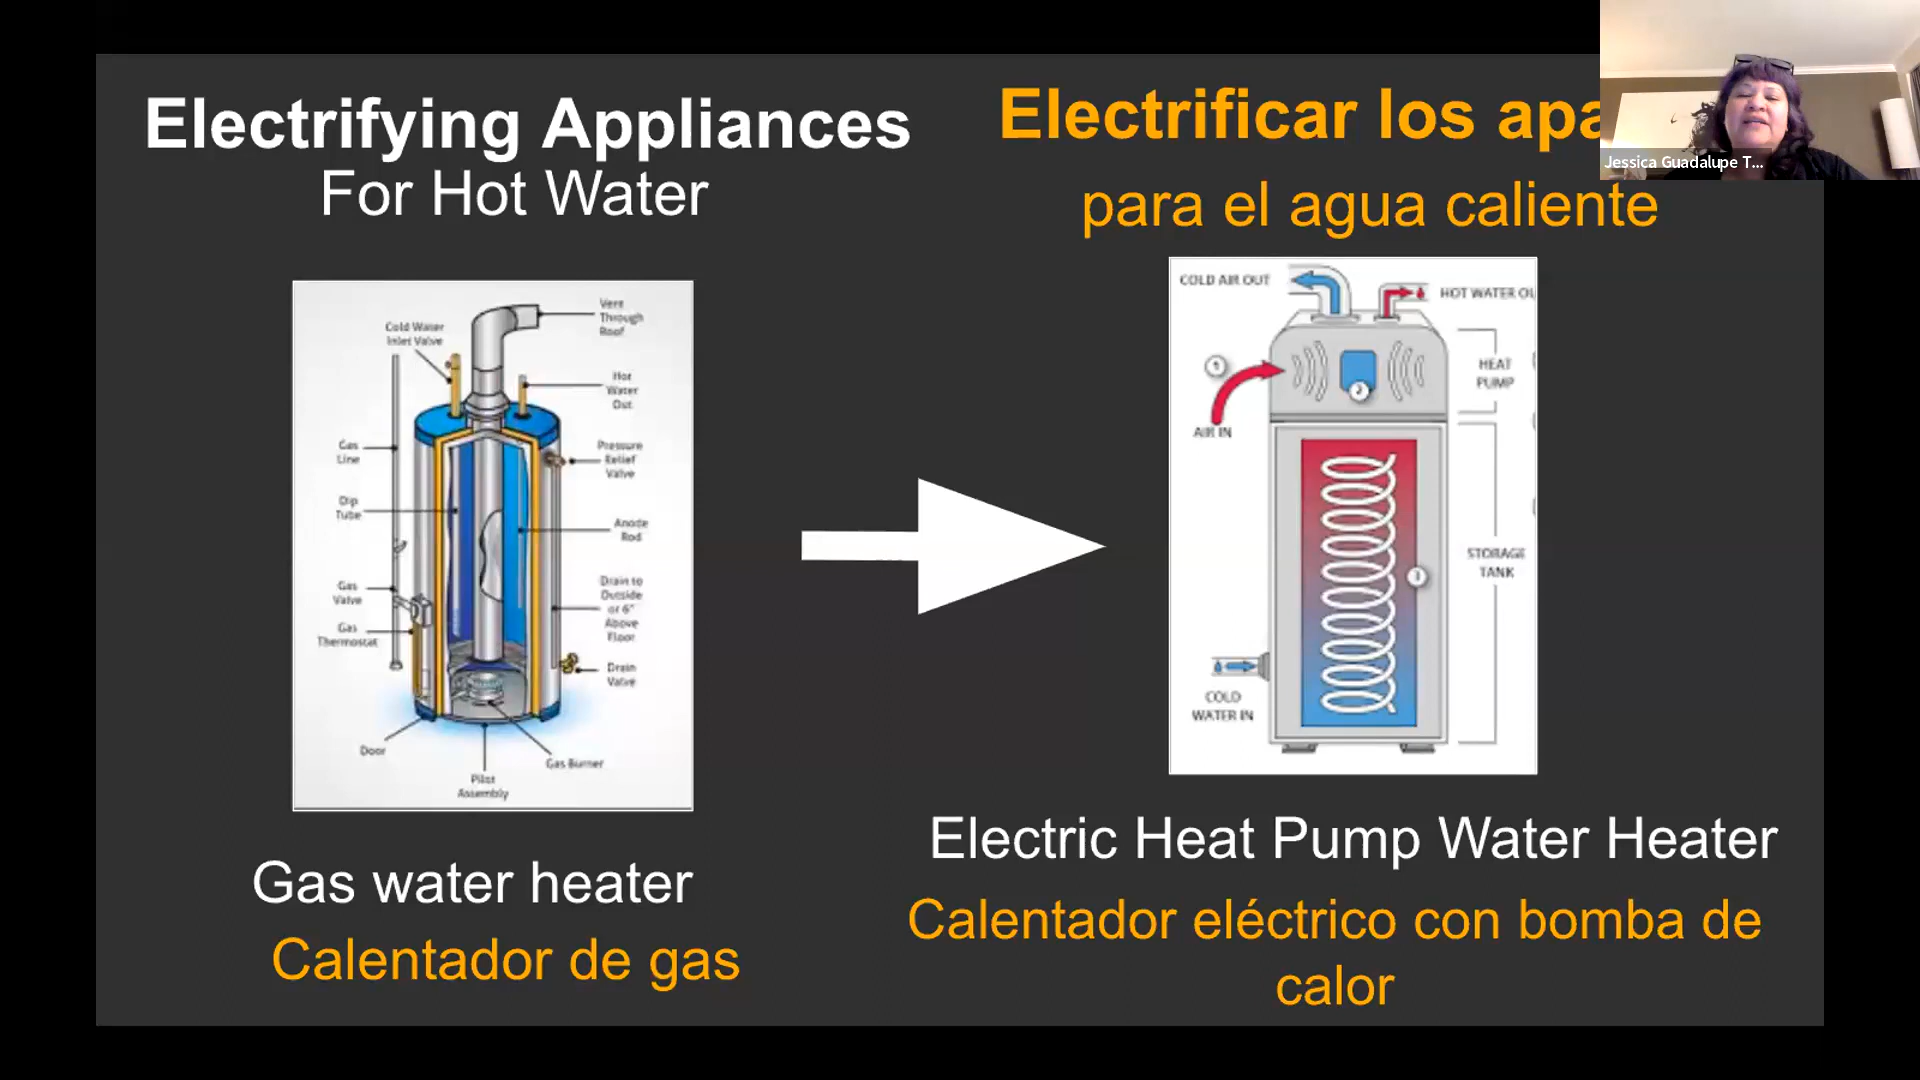 Electrifying Appliances
For Hot Water
Electrificar los
para el agua caliente
Jessica Guadalupe T...
Vent
Through
Roof
Cold Water
Inlet Valve
Hot
Water
Out
Gas
Line
Pressure
Relief
Valve
Dip
Tube
Anode
Rod
Gas
Valve
Drain to
Outside
or 6"
Above
Floor
Gas
Thermostat
Drain
Valve
Door
Gas Burner
Pilot
Assembly
COLD AIR OUT
HOT WATER
1
2
HEAT
PUMP
AIR IN
STORAGE
TANK
3
COLD
WATER IN
Gas water heater
Calentador de gas
Electric Heat Pump Water Heater
Calentador eléctrico con bomba de
calor